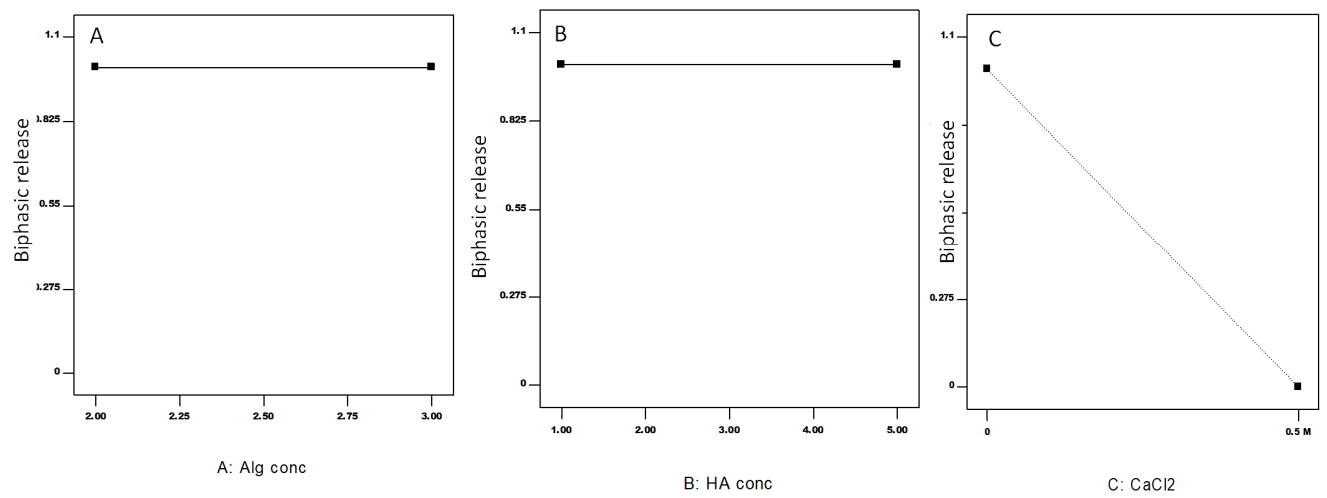 A
Biphasic release
1.1
0.825
0.55
0.275
0
2.00 2.25 2.50 2.75 3.00
A: Alg conc
B
Biphasic release
1.1
0.825
0.55
0.275
0
1.00 2.00 3.00 4.00 5.00
B: HA conc
C
Biphasic release
1.1
0.275
0
0 0.5 M
C: CaCl2